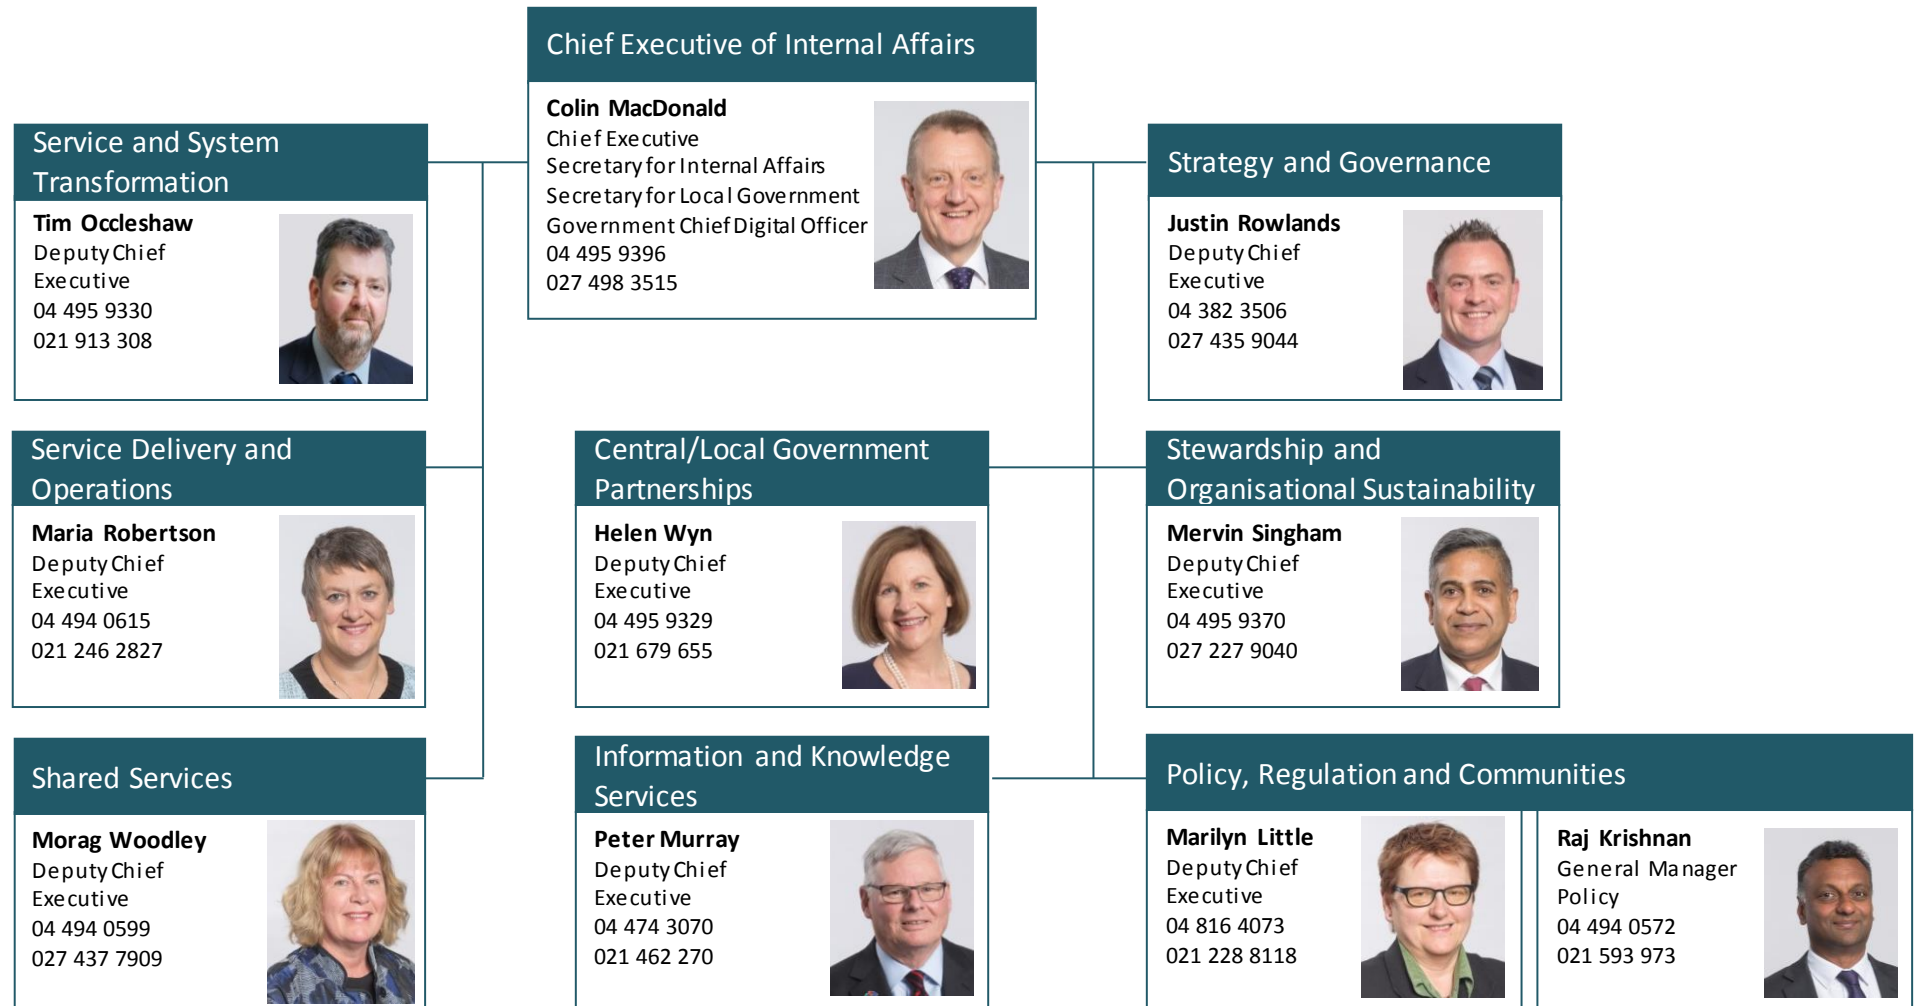 Chief Executive of Internal Affairs
Colin MacDonald
Chief Executive
Secretary for Internal Affairs
Secretary for Local Government
Government Chief Digital Officer
04 495 9396
027 498 3515
Service and System
Transformation
Tim Occleshaw
Deputy Chief
Executive
04 495 9330
021 913 308
Strategy and Governance
Justin Rowlands
Deputy Chief
Executive
04 382 3506
027 435 9044
Service Delivery and
Operations
Maria Robertson
Deputy Chief
Executive
04 494 0615
021 246 2827
Central/Local Government
Partnerships
Helen Wyn
Deputy Chief
Executive
04 495 9329
021 679 655
Stewardship and
Organisational Sustainability
Mervin Singham
Deputy Chief
Executive
04 495 9370
027 227 9040
Shared Services
Morag Woodley
Deputy Chief
Executive
04 494 0599
027 437 7909
Information and Knowledge
Services
Peter Murray
Deputy Chief
Executive
04 474 3070
021 462 270
Policy, Regulation and Communities
Marilyn Little
Deputy Chief
Executive
04 816 4073
021 228 8118
Raj Krishnan
General Manager
Policy
04 494 0572
021 593 973